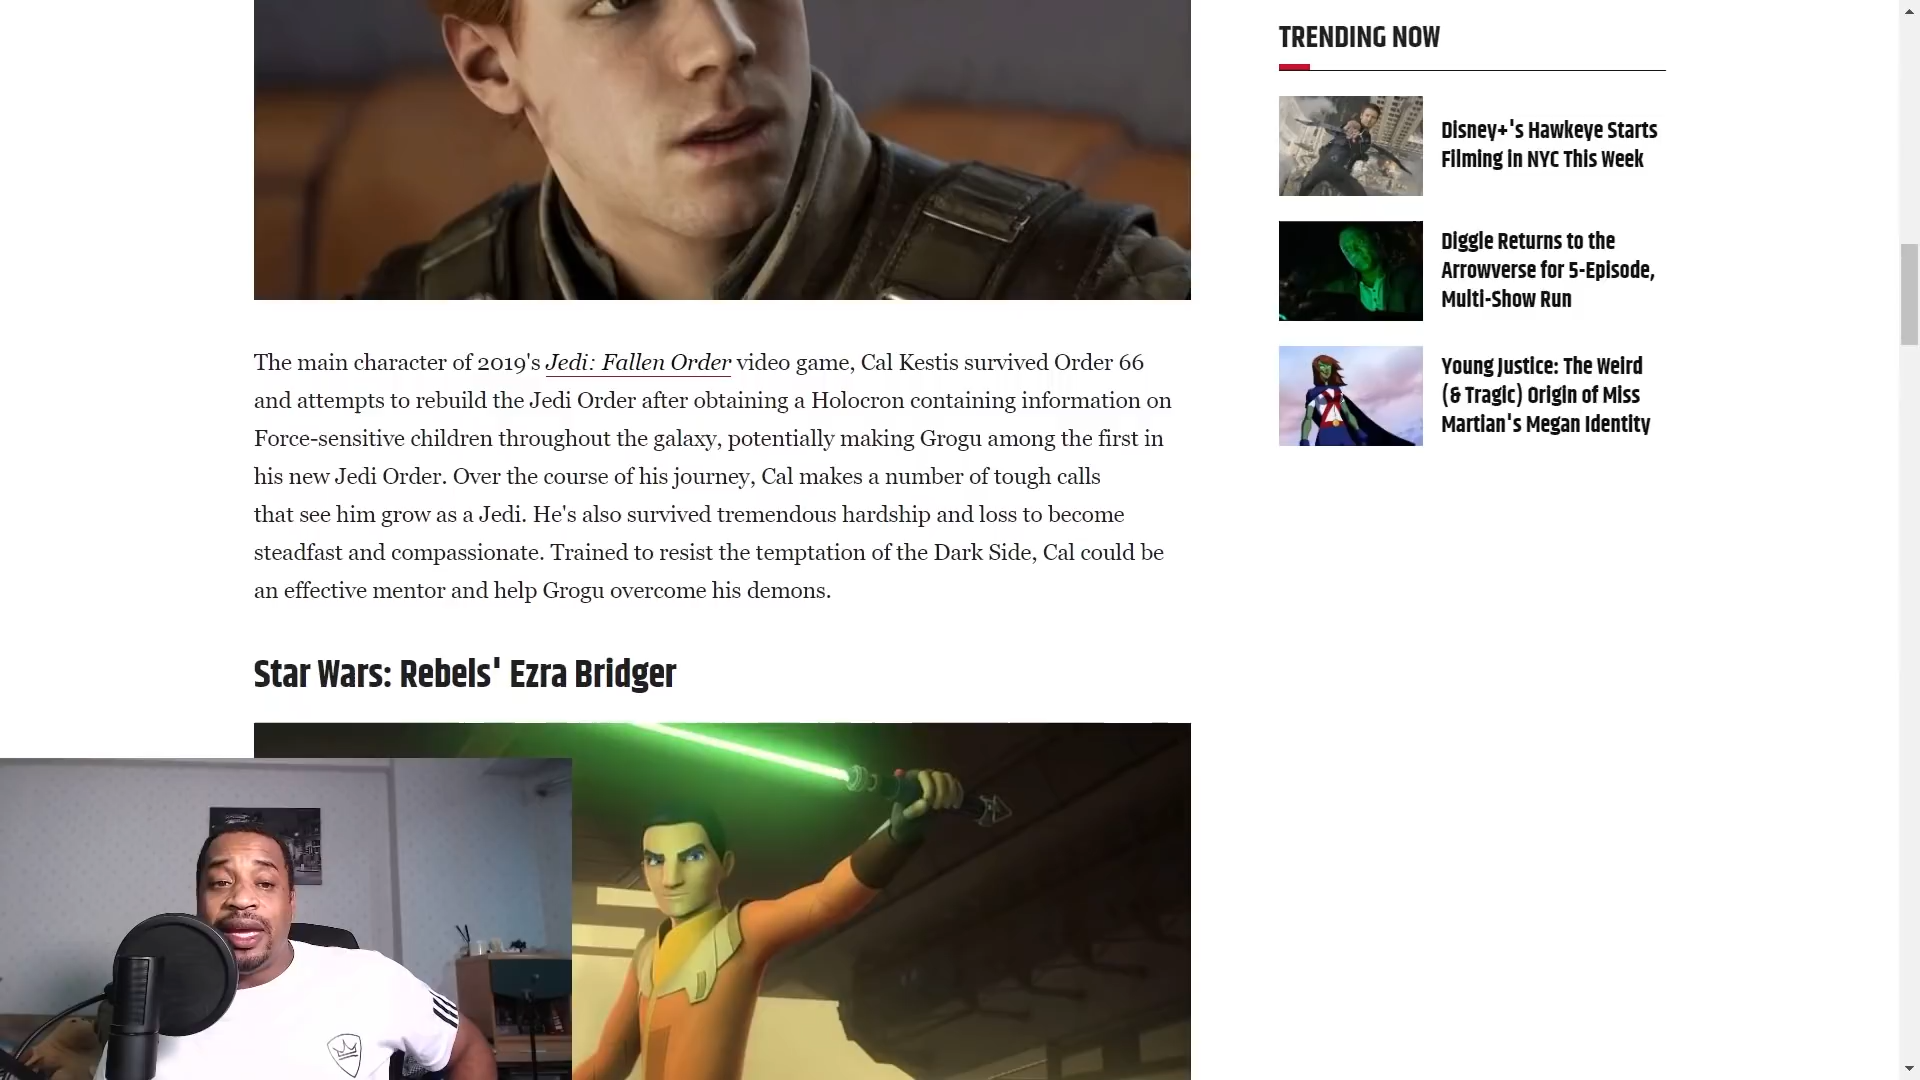 The main character of 2019's Jedi: Fallen Order video game, Cal Kestis survived Order 66
and attempts to rebuild the Jedi Order after obtaining a Holocron containing information on
Force-sensitive children throughout the galaxy, potentially making Grogu among the first in
his new Jedi Order. Over the course of his journey, Cal makes a number of tough calls
that see him grow as a Jedi. He's also survived tremendous hardship and loss to become
steadfast and compassionate. Trained to resist the temptation of the Dark Side, Cal could be
an effective mentor and help Grogu overcome his demons.
Star Wars: Rebels' Ezra Bridger
TRENDING NOW
Disney+'s Hawkeye Starts
Filming in NYC This Week
Diggle Returns to the
Arrowverse for 5-Episode,
Multi-Show Run
Young Justice: The Weird
(& Tragic) Origin of Miss
Martian's Megan Identity